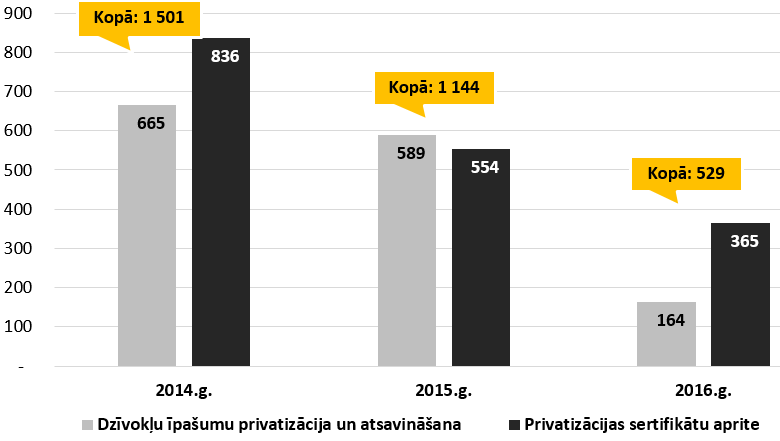 900
800
700
600
500
400
300
200
100
-
Kopā: 1 501
665
836
Kopā: 1 144
589
554
Kopā: 529
164
365
2014.g.
2015.g.
2016.g.
Dzīvokļu īpašumu privatizācija un atsavināšana
Privatizācijas sertifikātu aprite